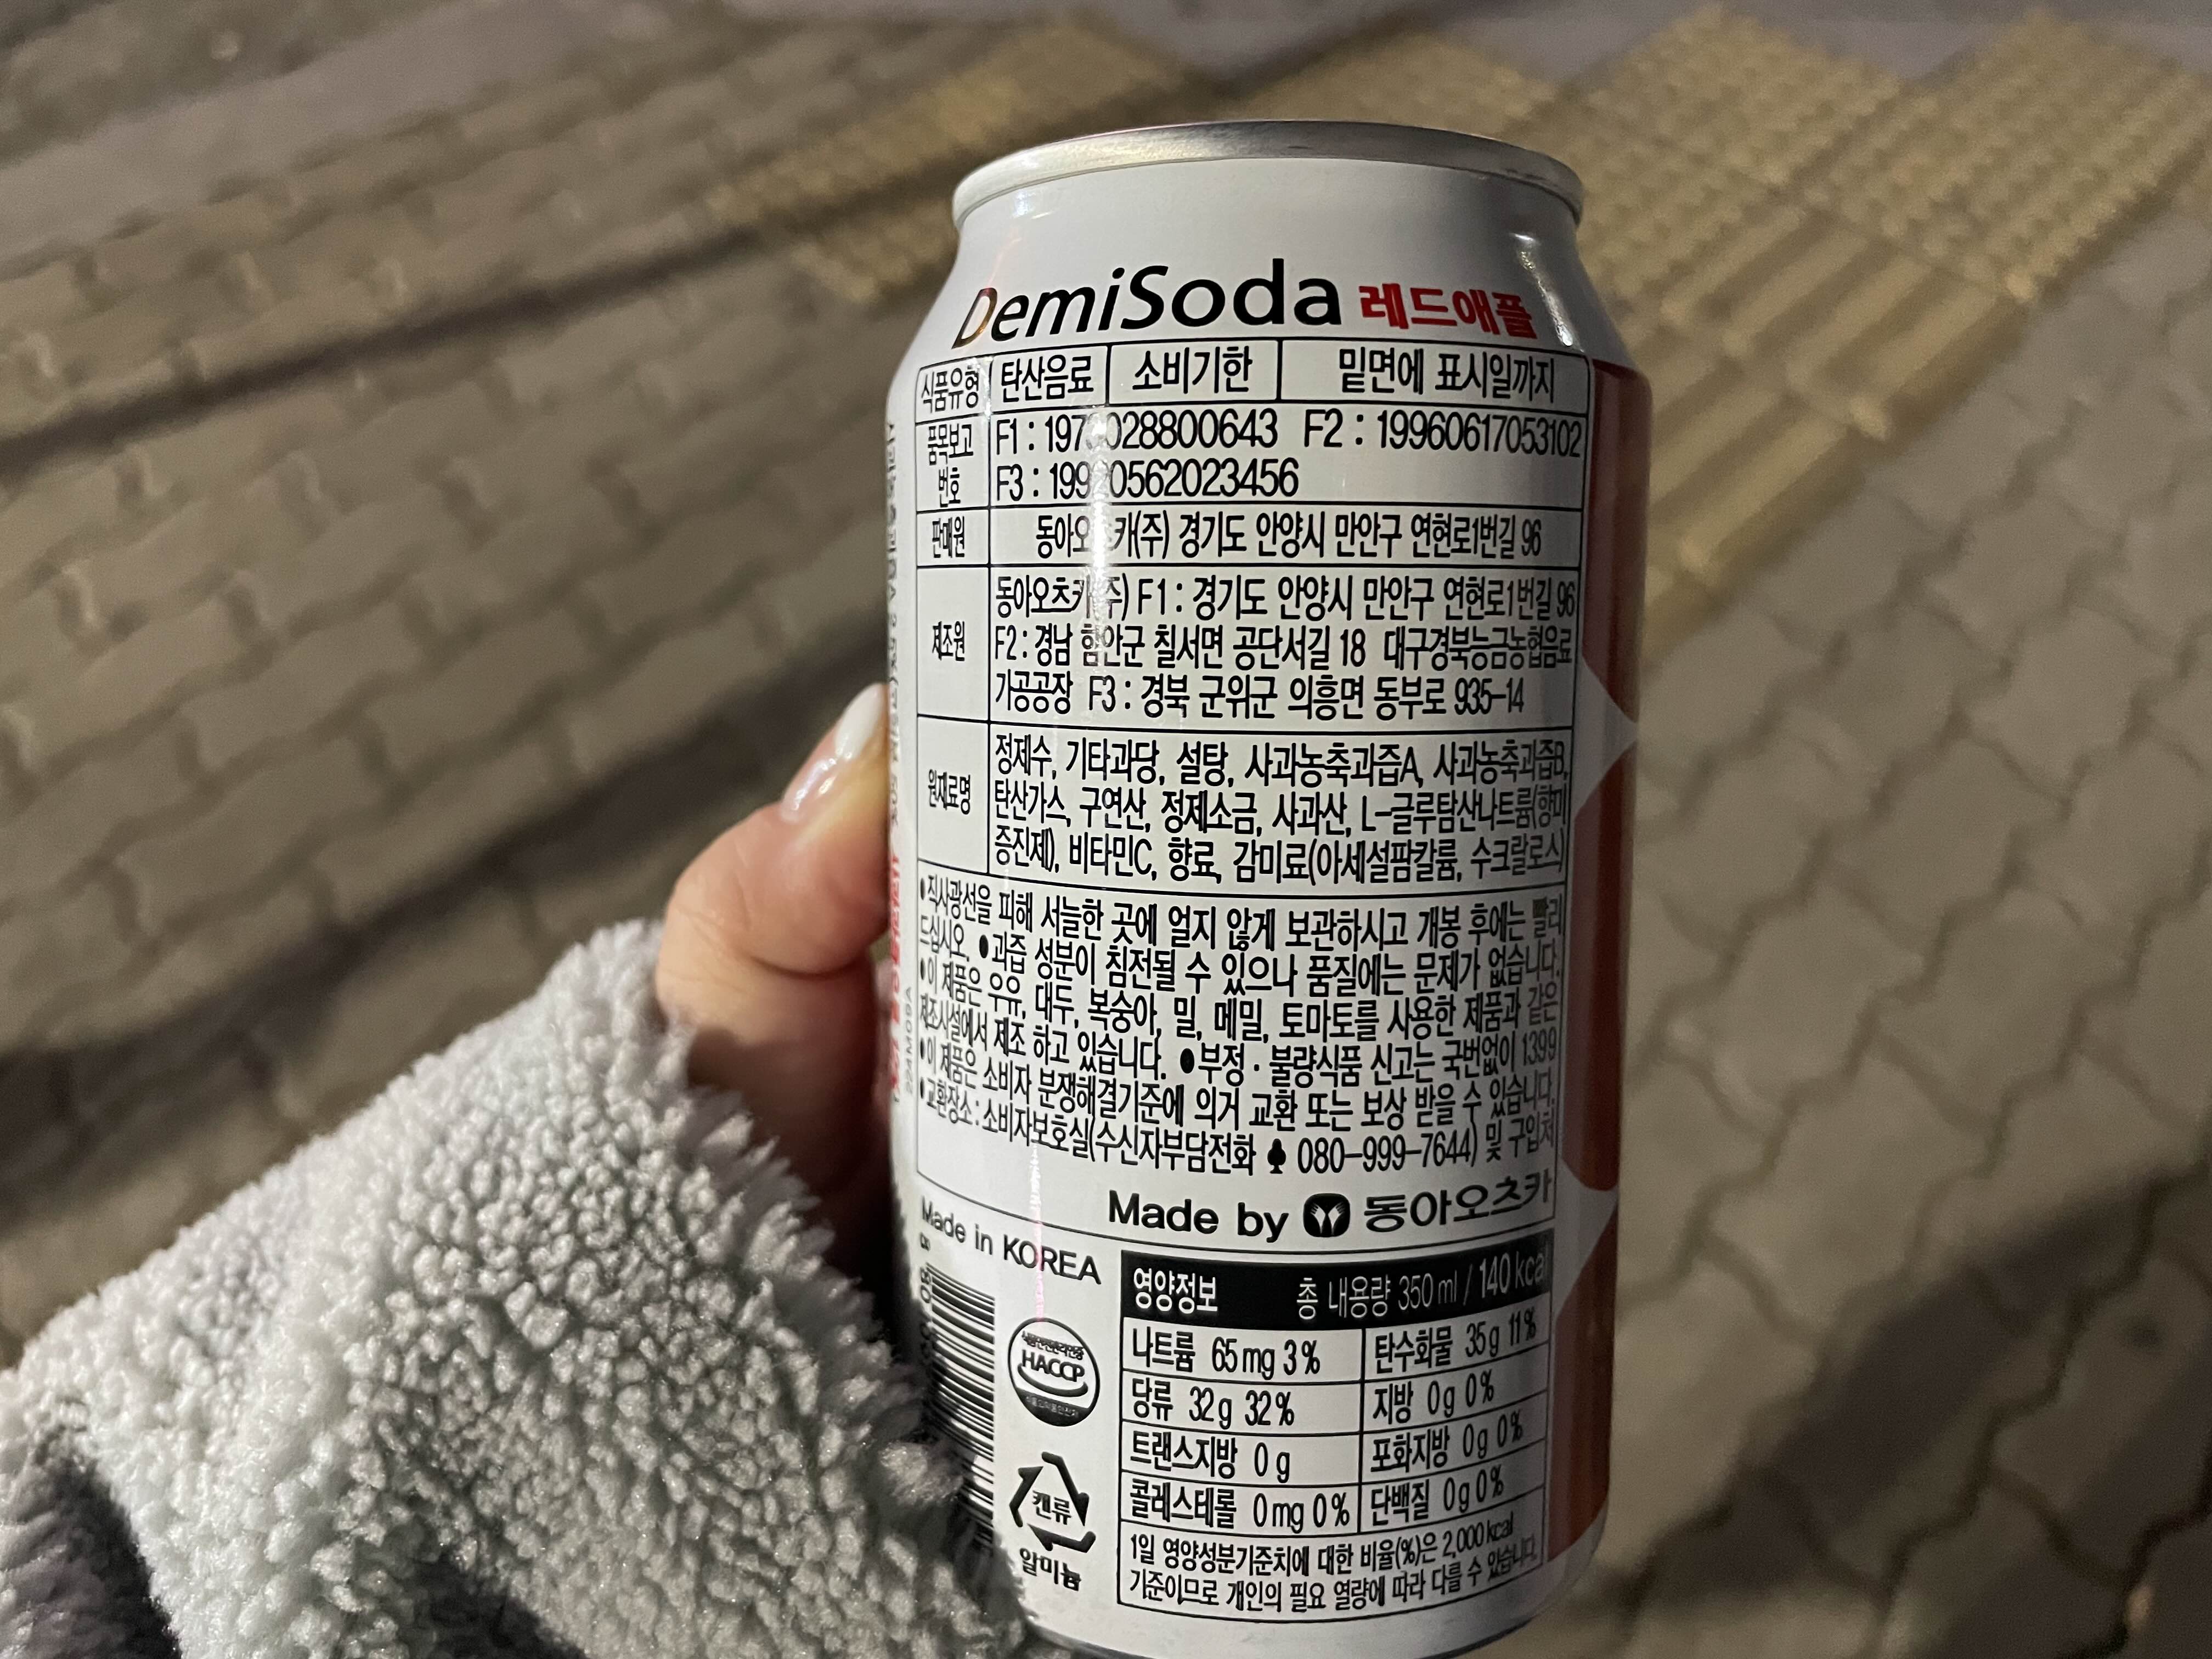 DemiSoda 레드애플
식품유형 탄산음료 소비기한 밑면에 표시일까지
품목보고번호 F1 : F2 : 19960617053102
F3 :
판매원 경기도 안양시 만안구 연현로1번길 96
제조원 동아오츠카(주) F1 : 경기도 안양시 만안구 연현로1번길 96
F2 : 경남 함안군 칠서면 공단서길 18 대구경북능금농협음료
가공공장 F3 : 경북 군위군 의흥면 동부로 935-14
원재료명 정제수, 기타과당, 설탕, 사과농축과즙A, 사과농축과즙B,
탄산가스, 구연산, 정제소금, 사과산, L-글루탐산나트륨(향미
증진제), 비타민C, 향료, 감미료(아세설팜칼륨, 수크랄로스)
●직사광선을 피해 서늘한 곳에 얼지 않게 보관하시고 개봉 후에는 빨리
드십시오. ●과즙 성분이 침전될 수 있으나 품질에는 문제가 없습니다.
●이 제품은 우유, 대두, 복숭아, 밀, 메밀, 토마토를 사용한 제품과 같은
제조시설에서 제조 하고 있습니다. ●부정 · 불량식품 신고는 국번없이 1399
●이 제품은 소비자 분쟁해결기준에 의거 교환 또는 보상 받을 수 있습니다.
●교환장소 : 소비자보호실(수신자부담전화 080-999-7644) 및 구입처
Made by 동아오츠카
Made in KOREA
HACCP
캔류
알미늄
영양정보 총 내용량 350 ml / 140 kcal
나트륨 65 mg 3 % 탄수화물 35 g 11 %
당류 32 g 32 % 지방 0 g 0 %
트랜스지방 0 g 포화지방 0 g 0 %
콜레스테롤 0 mg 0 % 단백질 0 g 0 %
1일 영양성분기준치에 대한 비율(%)은 2,000 kcal
기준이므로 개인의 필요 열량에 따라 다를 수 있습니다.